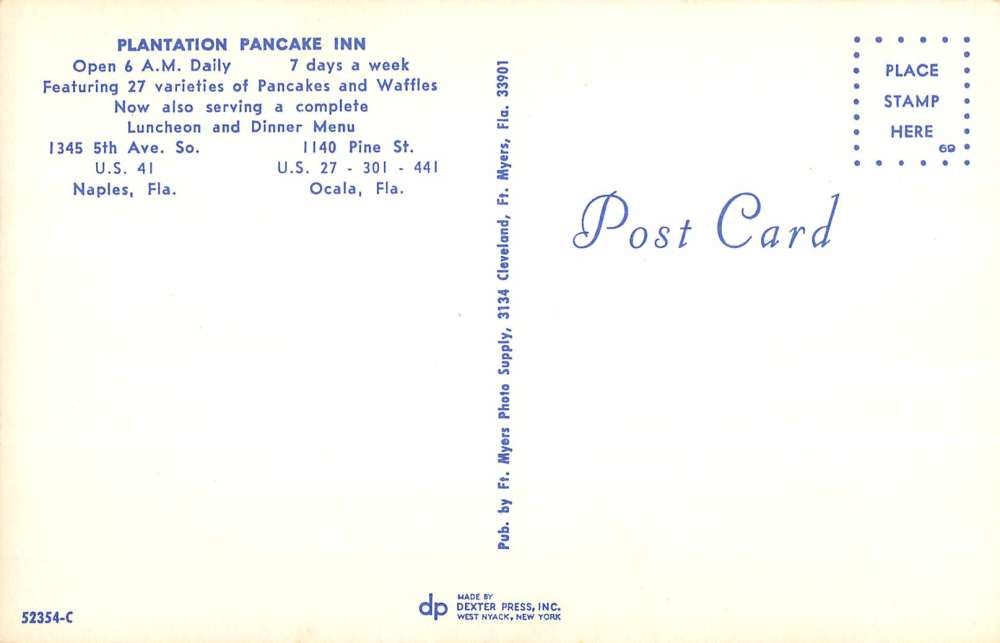 PLANTATION PANCAKE INN
Open 6 A.M. Daily 7 days a week
Featuring 27 varieties of Pancakes and Waffles
Now also serving a complete
Luncheon and Dinner Menu
1345 5th Ave. So. 1140 Pine St.
U.S. 41 U.S. 27 - 301 - 441
Naples, Fla. Ocala, Fla.
Pub. by Ft. Myers Photo Supply, 3134 Cleveland, Ft. Myers, Fla. 33901
PLACE
STAMP
HERE
69
Post Card
52354-C
dp
MADE BY
DEXTER PRESS, INC.
WEST NYACK, NEW YORK